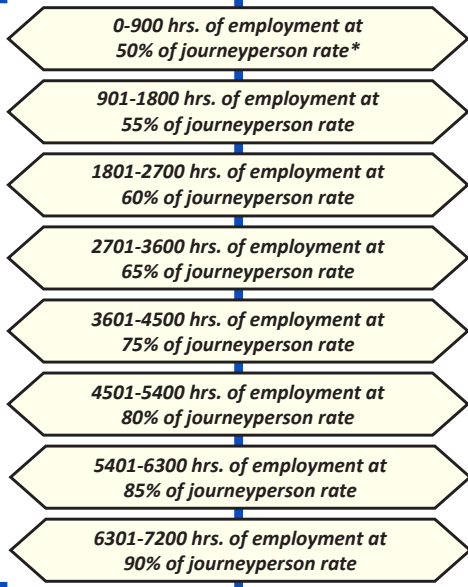 0-900 hrs. of employment at
50% of journeyperson rate*
901-1800 hrs. of employment at
55% of journeyperson rate
1801-2700 hrs. of employment at
60% of journeyperson rate
2701-3600 hrs. of employment at
65% of journeyperson rate
3601-4500 hrs. of employment at
75% of journeyperson rate
4501-5400 hrs. of employment at
80% of journeyperson rate
5401-6300 hrs. of employment at
85% of journeyperson rate
6301-7200 hrs. of employment at
90% of journeyperson rate